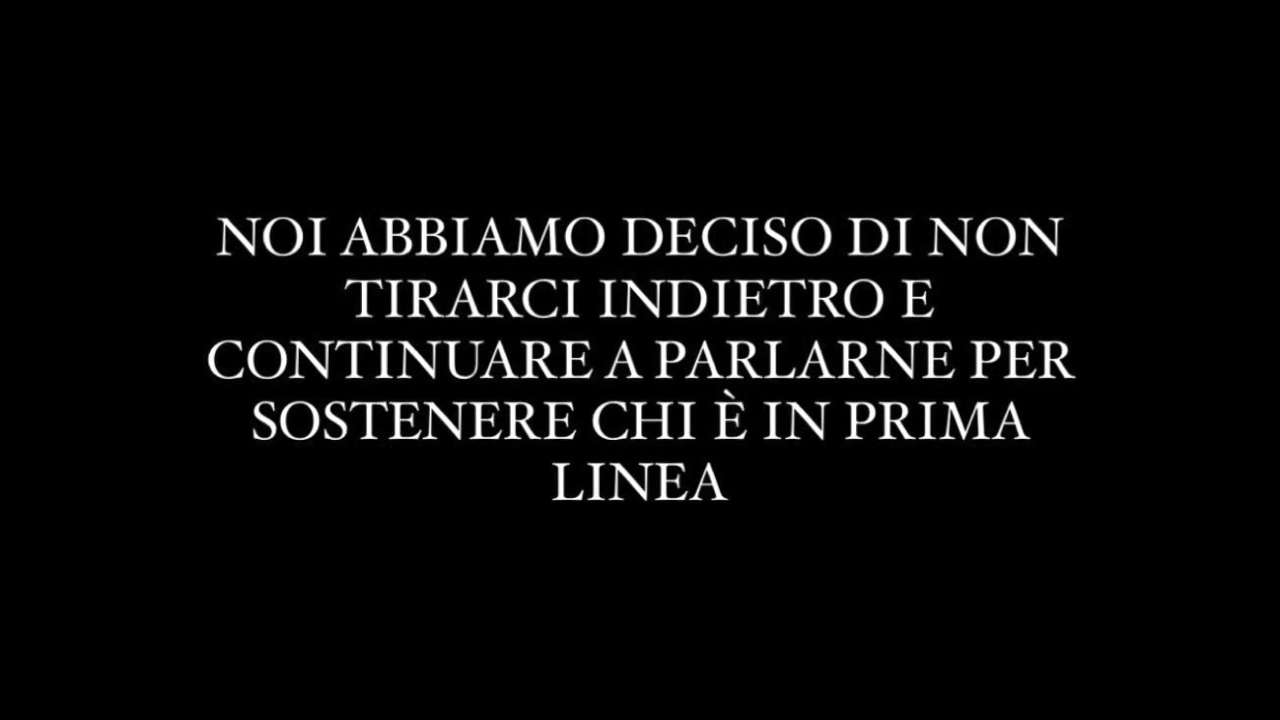 NOI ABBIAMO DECISO DI NON
TIRARCI INDIETRO E
CONTINUARE A PARLARNE PER
SOSTENERE CHI È IN PRIMA
LINEA